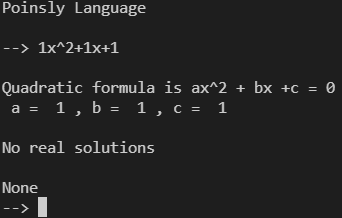 Poinsly Language
--> 1x^2+1x+1
Quadratic formula is ax^2 + bx +c = 0
 a =  1 , b =  1 , c =  1
No real solutions
None
-->